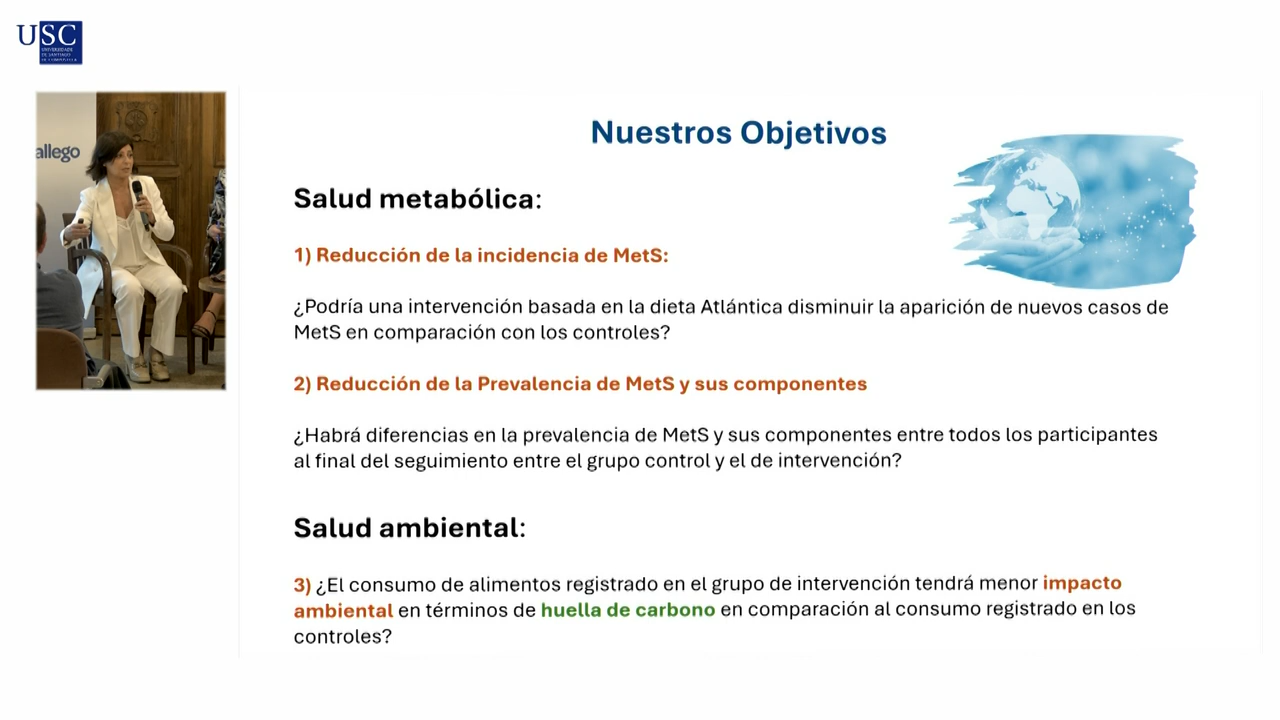 USC
UNIVERSIDADE
DE SANTIAGO
DE COMPOSTELA
allego
Nuestros Objetivos
Salud metabólica:
1) Reducción de la incidencia de MetS:
¿Podría una intervención basada en la dieta Atlántica disminuir la aparición de nuevos casos de
MetS en comparación con los controles?
2) Reducción de la Prevalencia de MetS y sus componentes
¿Habrá diferencias en la prevalencia de MetS y sus componentes entre todos los participantes
al final del seguimiento entre el grupo control y el de intervención?
Salud ambiental:
3) ¿El consumo de alimentos registrado en el grupo de intervención tendrá menor impacto
ambiental en términos de huella de carbono en comparación al consumo registrado en los
controles?